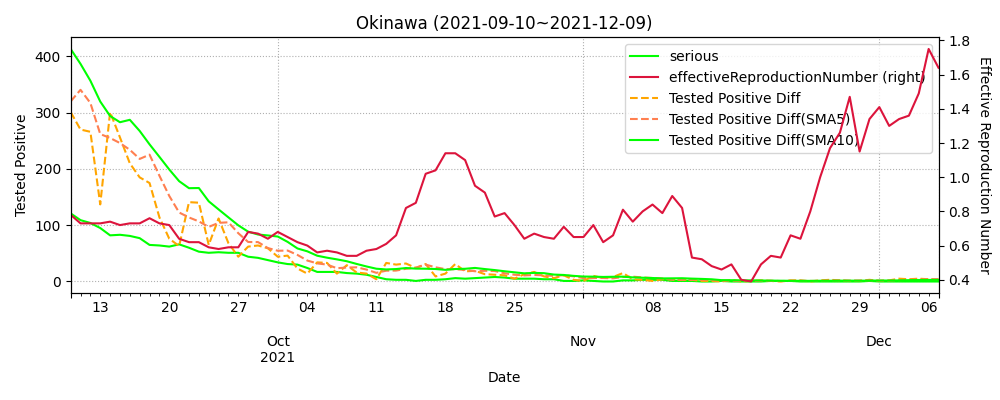 Okinawa (2021-09-10~2021-12-09)
serious
effectiveReproductionNumber (right)
Tested Positive Diff
Tested Positive Diff(SMA5)
Tested Positive Diff(SMA10)
Tested Positive
400
300
200
100
0
1.8
1.6
1.4
1.2
1.0
0.8
0.6
0.4
Effective Reproduction Number
13 20 27 04 11 18 25 08 15 22 29 06
Oct Nov Dec
2021
Date